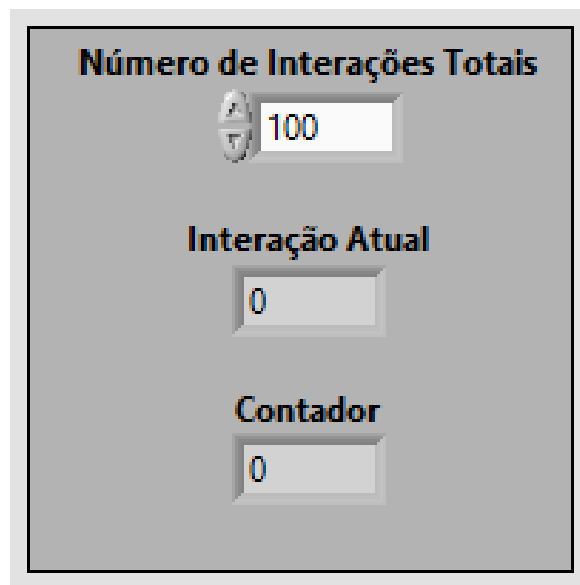 Número de Interações Totais
100
Interação Atual
0
Contador
0